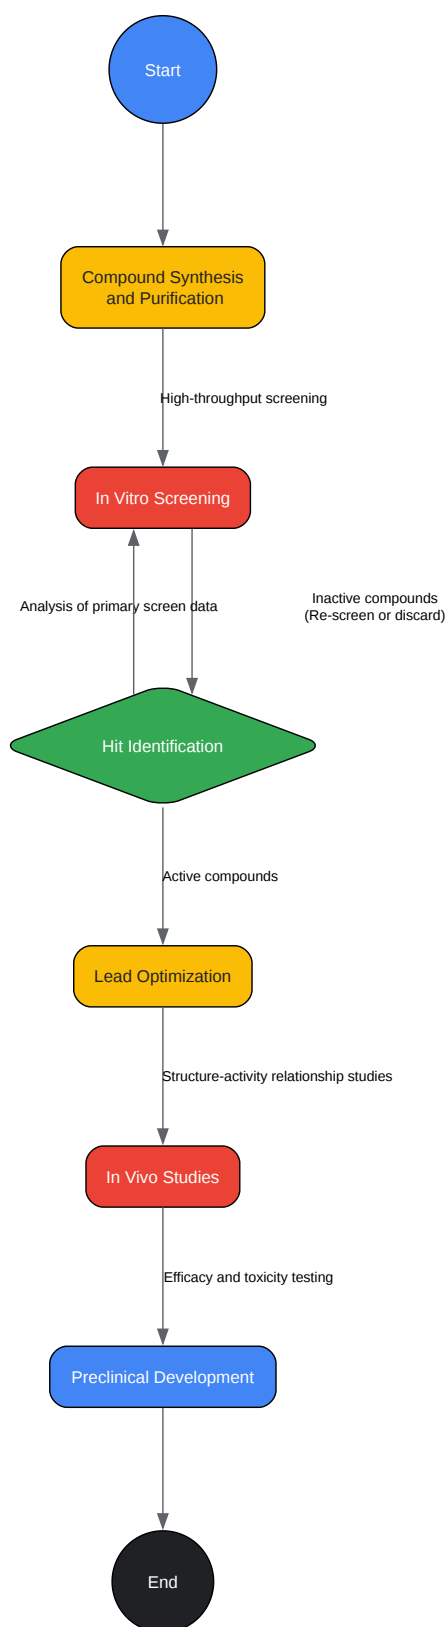 Start
Compound Synthesis
and Purification
High-throughput screening
In Vitro Screening
Analysis of primary screen data
Inactive compounds
(Re-screen or discard)
Hit Identification
Active compounds
Lead Optimization
Structure-activity relationship studies
In Vivo Studies
Efficacy and toxicity testing
Preclinical Development
End